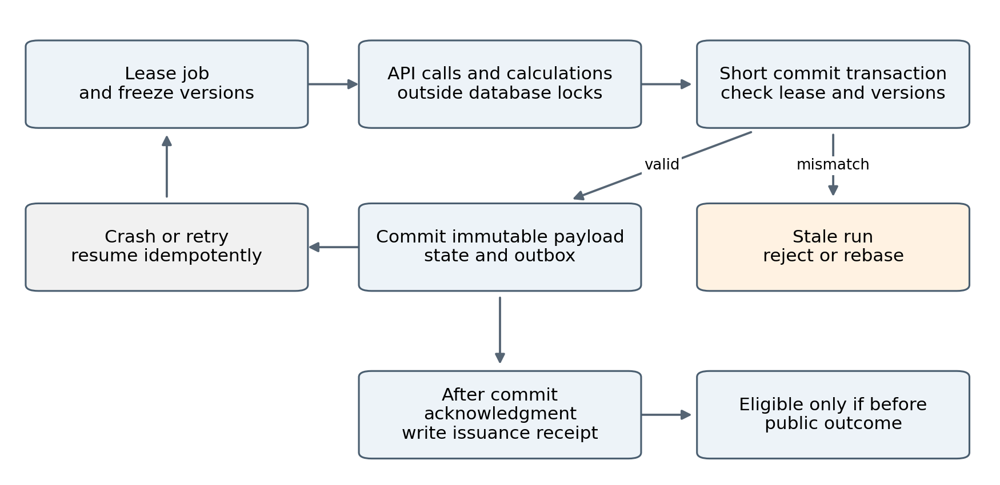 Lease job
and freeze versions
API calls and calculations
outside database locks
Short commit transaction
check lease and versions
valid
mismatch
Crash or retry
resume idempotently
Commit immutable payload
state and outbox
Stale run
reject or rebase
After commit
acknowledgment
write issuance receipt
Eligible only if before
public outcome